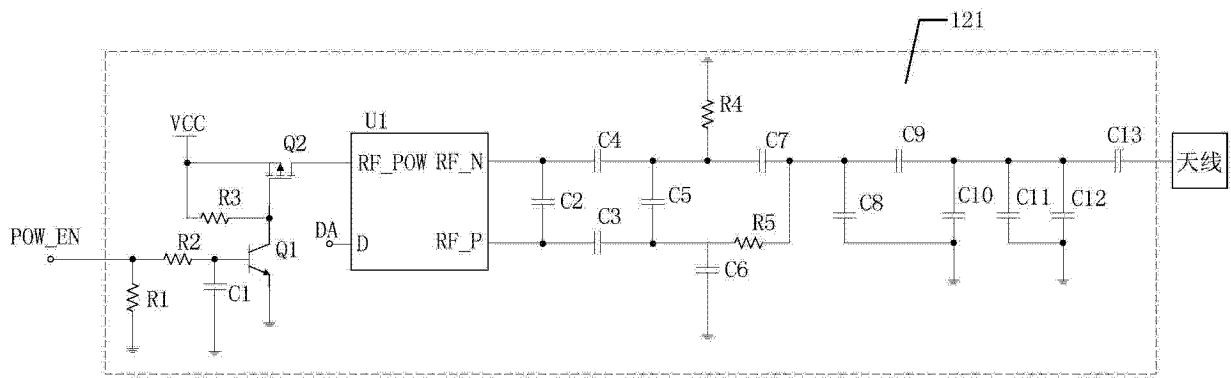 121
VCC
Q2
U1
R4
C4
C7
C9
C13
天线
RF_POW
RF_N
R3
C2
C5
C8
C10
C11
C12
POW_EN
R2
Q1
DA
D
RF_P
C3
R5
C6
R1
C1